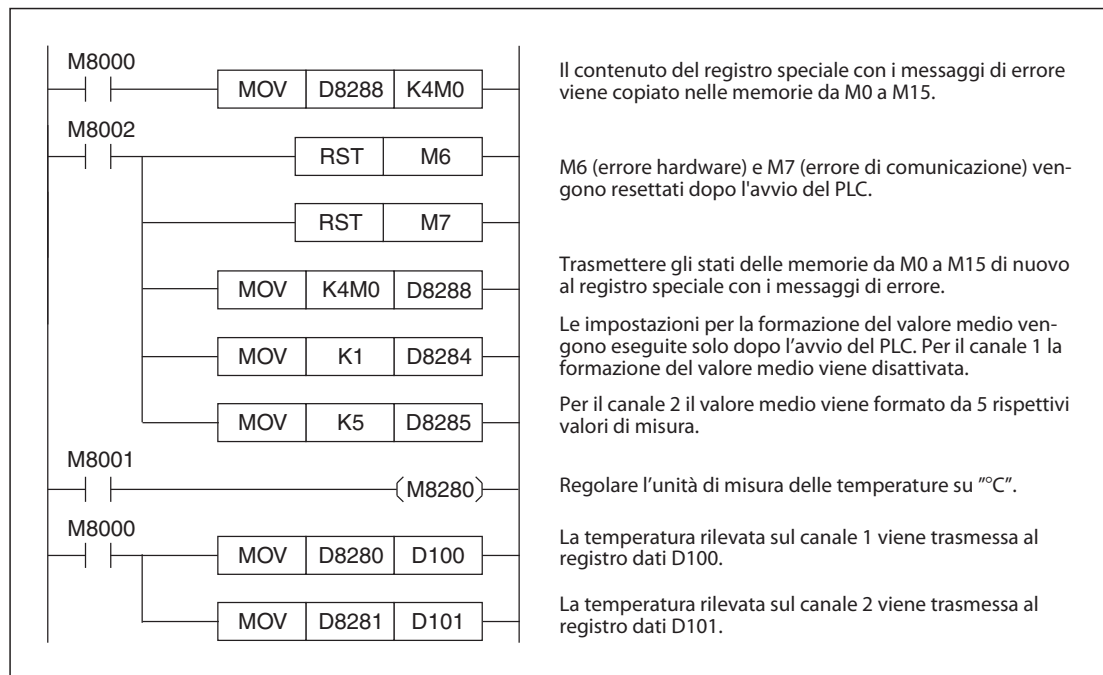 M8000
MOV D8288 K4M0
Il contenuto del registro speciale con i messaggi di errore
viene copiato nelle memorie da M0 a M15.
M8002
RST M6
M6 (errore hardware) e M7 (errore di comunicazione) ven-
gono resettati dopo l'avvio del PLC.
RST M7
MOV K4M0 D8288
Trasmettere gli stati delle memorie da M0 a M15 di nuovo
al registro speciale con i messaggi di errore.
MOV K1 D8284
Le impostazioni per la formazione del valore medio ven-
gono eseguite solo dopo l’avvio del PLC. Per il canale 1 la
formazione del valore medio viene disattivata.
MOV K5 D8285
Per il canale 2 il valore medio viene formato da 5 rispettivi
valori di misura.
M8001
M8280
Regolare l’unità di misura delle temperature su ”°C”.
M8000
MOV D8280 D100
La temperatura rilevata sul canale 1 viene trasmessa al
registro dati D100.
MOV D8281 D101
La temperatura rilevata sul canale 2 viene trasmessa al
registro dati D101.